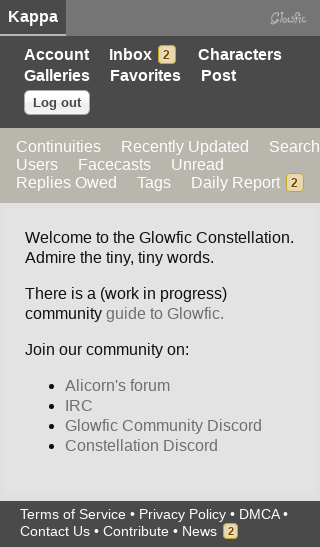 Kappa Glowfic
Account Inbox 2 Characters
Galleries Favorites Post
Log out
Continuities Recently Updated Search
Users Facecasts Unread
Replies Owed Tags Daily Report 2
Welcome to the Glowfic Constellation.
Admire the tiny, tiny words.
There is a (work in progress)
community guide to Glowfic.
Join our community on:
• Alicorn's forum
• IRC
• Glowfic Community Discord
• Constellation Discord
Terms of Service • Privacy Policy • DMCA •
Contact Us • Contribute • News 2